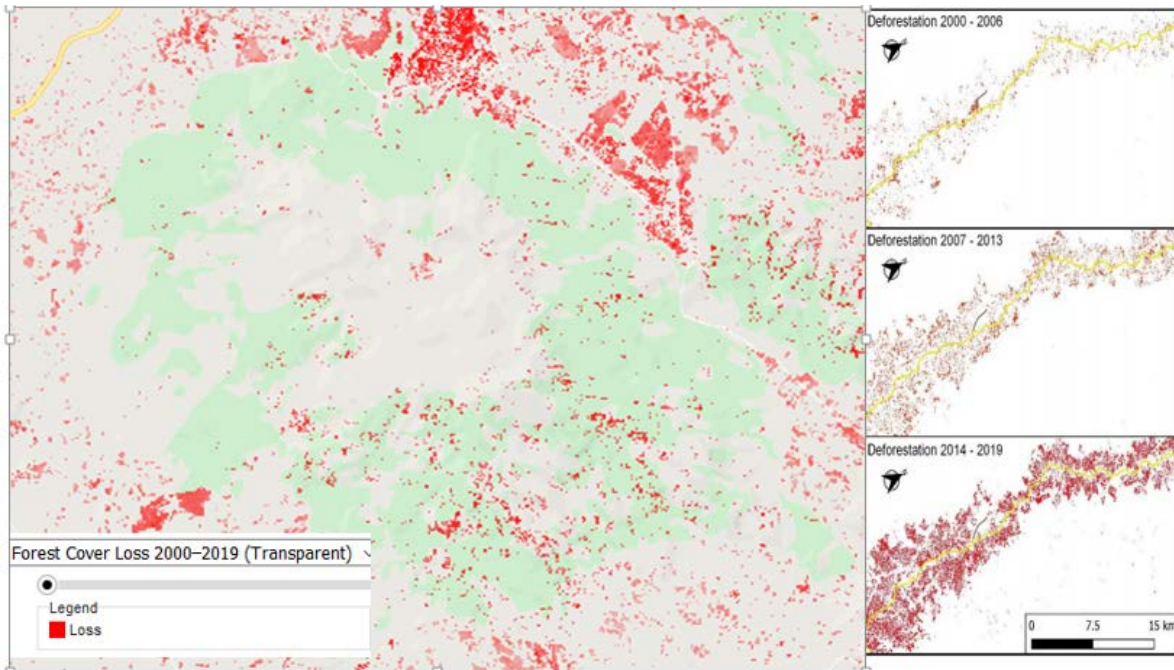 Deforestation 2000 - 2006
Deforestation 2007 - 2013
Deforestation 2014 - 2019
0 7.5 15 km
Forest Cover Loss 2000–2019 (Transparent)
Legend
Loss